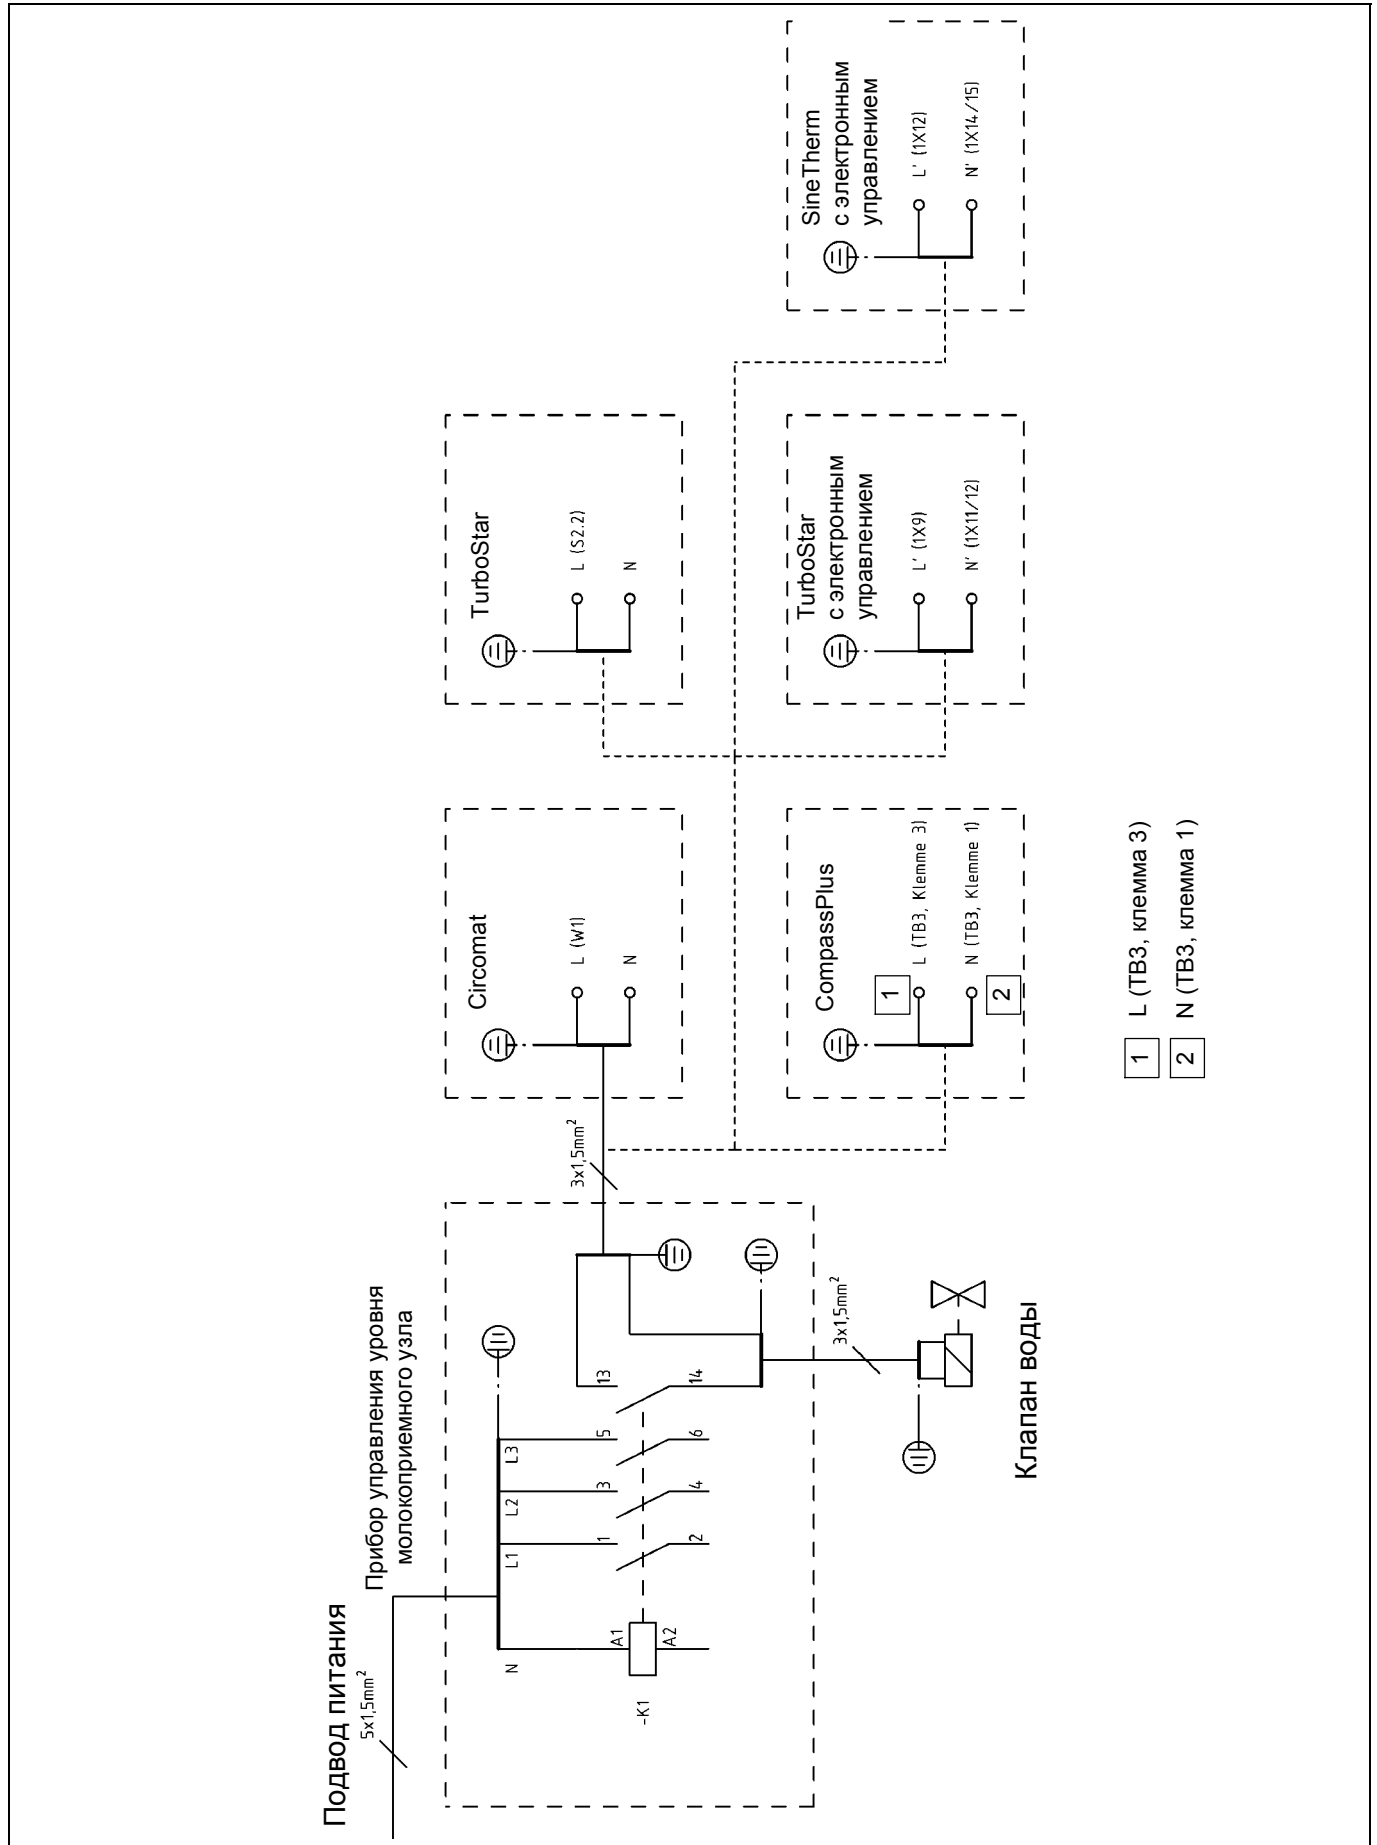 Подвод питания
5x1,5mm²
Прибор управления уровня
молокоприемного узла
N
L1
L2
L3
-K1
A1
A2
1
2
3
4
5
6
13
14
3x1,5mm²
3x1,5mm²
Клапан воды
Circomat
L (W1)
N
TurboStar
L (S2.2)
N
CompassPlus
1
L (TB3, Klemme 3)
N (TB3, Klemme 1)
2
TurboStar
с электронным
управлением
L' (1X9)
N' (1X11/12)
SineTherm
с электронным
управлением
L' (1X12)
N' (1X14/15)
1 L (TB3, клемма 3)
2 N (TB3, клемма 1)